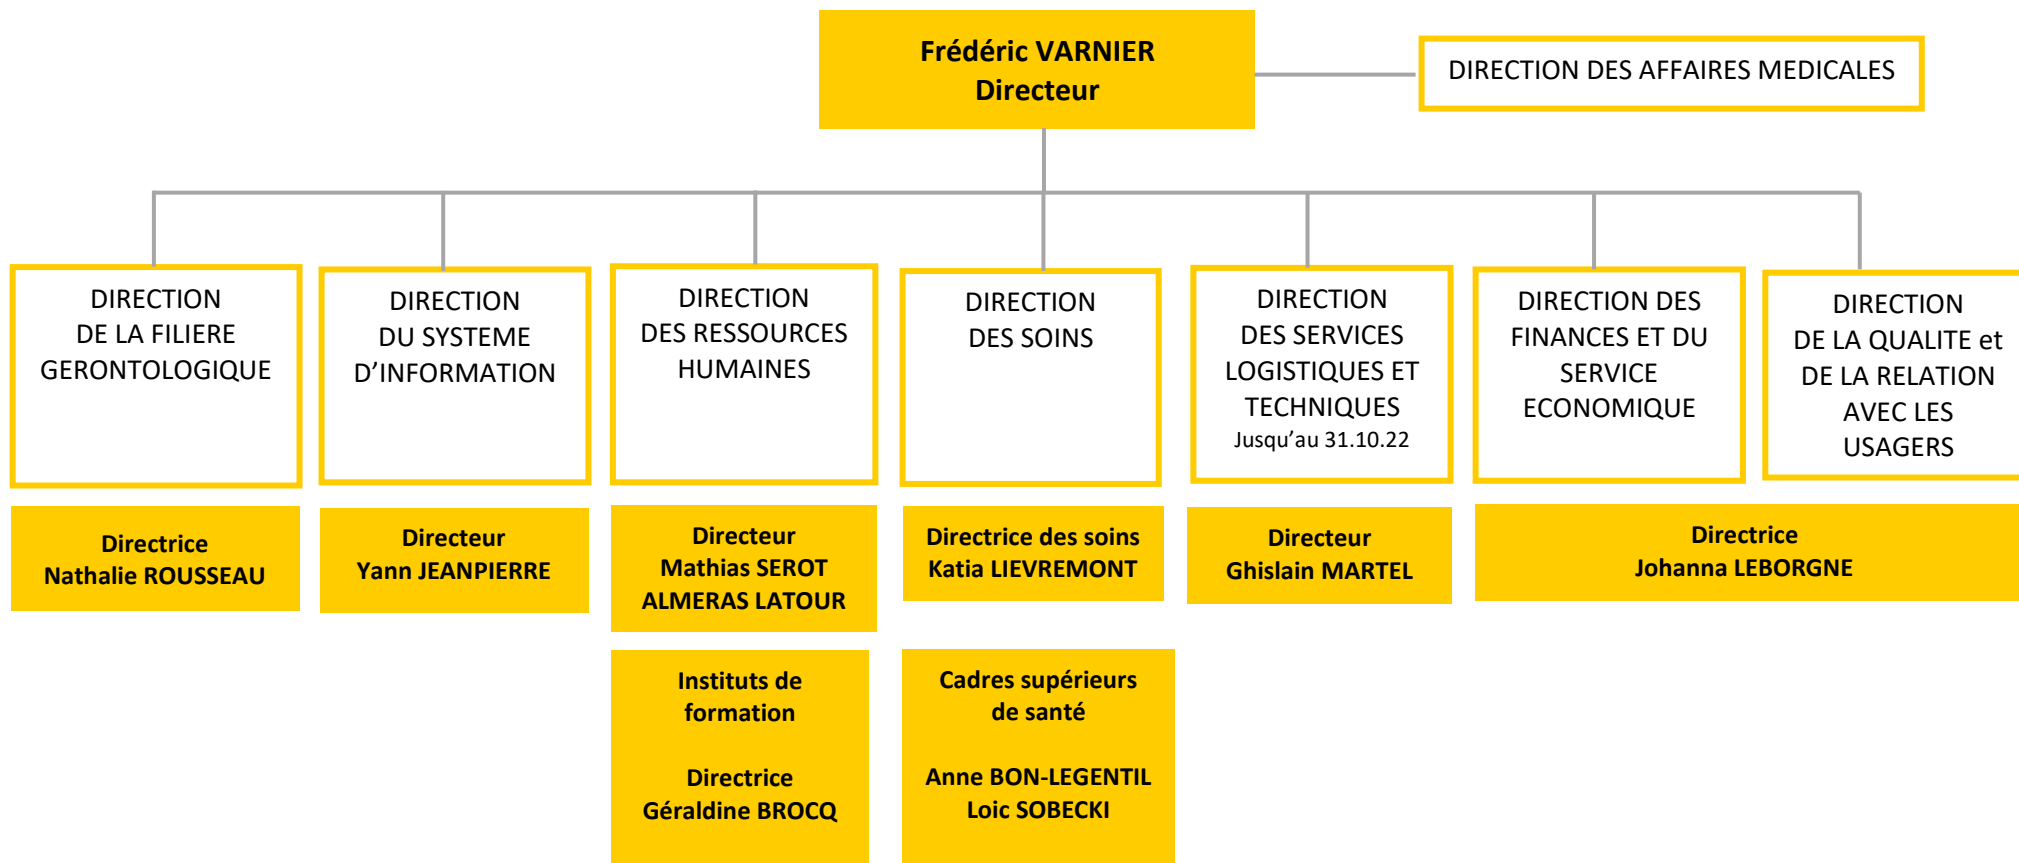 Frédéric VARNIER
Directeur
DIRECTION DES AFFAIRES MEDICALES
DIRECTION
DE LA FILIERE
GERONTOLOGIQUE
DIRECTION
DU SYSTEME
D’INFORMATION
DIRECTION
DES RESSOURCES
HUMAINES
DIRECTION
DES SOINS
DIRECTION
DES SERVICES
LOGISTIQUES ET
TECHNIQUES
Jusqu’au 31.10.22
DIRECTION DES
FINANCES ET DU
SERVICE
ECONOMIQUE
DIRECTION
DE LA QUALITE et
DE LA RELATION
AVEC LES
USAGERS
Directrice
Nathalie ROUSSEAU
Directeur
Yann JEANPIERRE
Directeur
Mathias SEROT
ALMERAS LATOUR
Directrice des soins
Katia LIEVREMONT
Directeur
Ghislain MARTEL
Directrice
Johanna LEBORGNE
Instituts de
formation
Directrice
Géraldine BROCQ
Cadres supérieurs
de santé
Anne BON-LEGENTIL
Loic SOBECKI